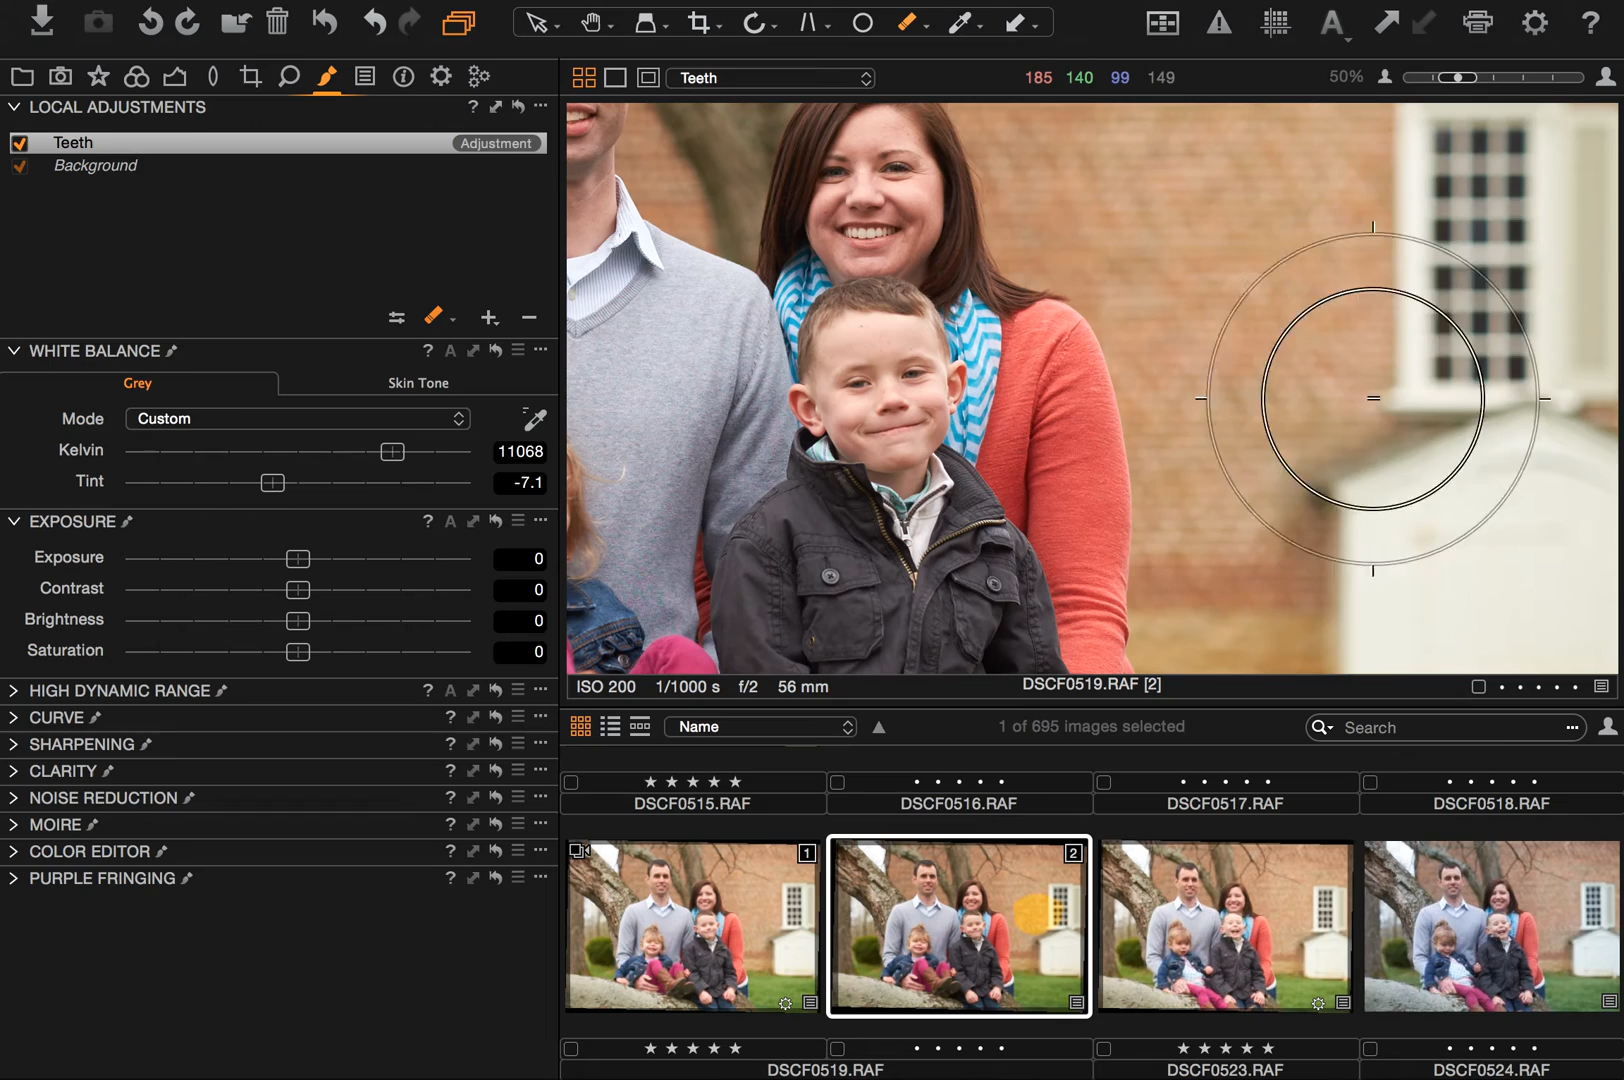 Teeth
185 140 99 149
50%
LOCAL ADJUSTMENTS
?
Teeth
Adjustment
Background
WHITE BALANCE
? A
Grey
Skin Tone
Mode
Custom
Kelvin
11068
Tint
-7.1
EXPOSURE
? A
Exposure
0
Contrast
0
Brightness
0
Saturation
0
HIGH DYNAMIC RANGE
? A
CURVE
?
SHARPENING
?
CLARITY
?
NOISE REDUCTION
?
MOIRE
?
COLOR EDITOR
?
PURPLE FRINGING
?
ISO 200 1/1000 s f/2 56 mm
DSCF0519.RAF [2]
Name
1 of 695 images selected
Search
DSCF0515.RAF
DSCF0516.RAF
DSCF0517.RAF
DSCF0518.RAF
1
2
DSCF0519.RAF
DSCF0523.RAF
DSCF0524.RAF